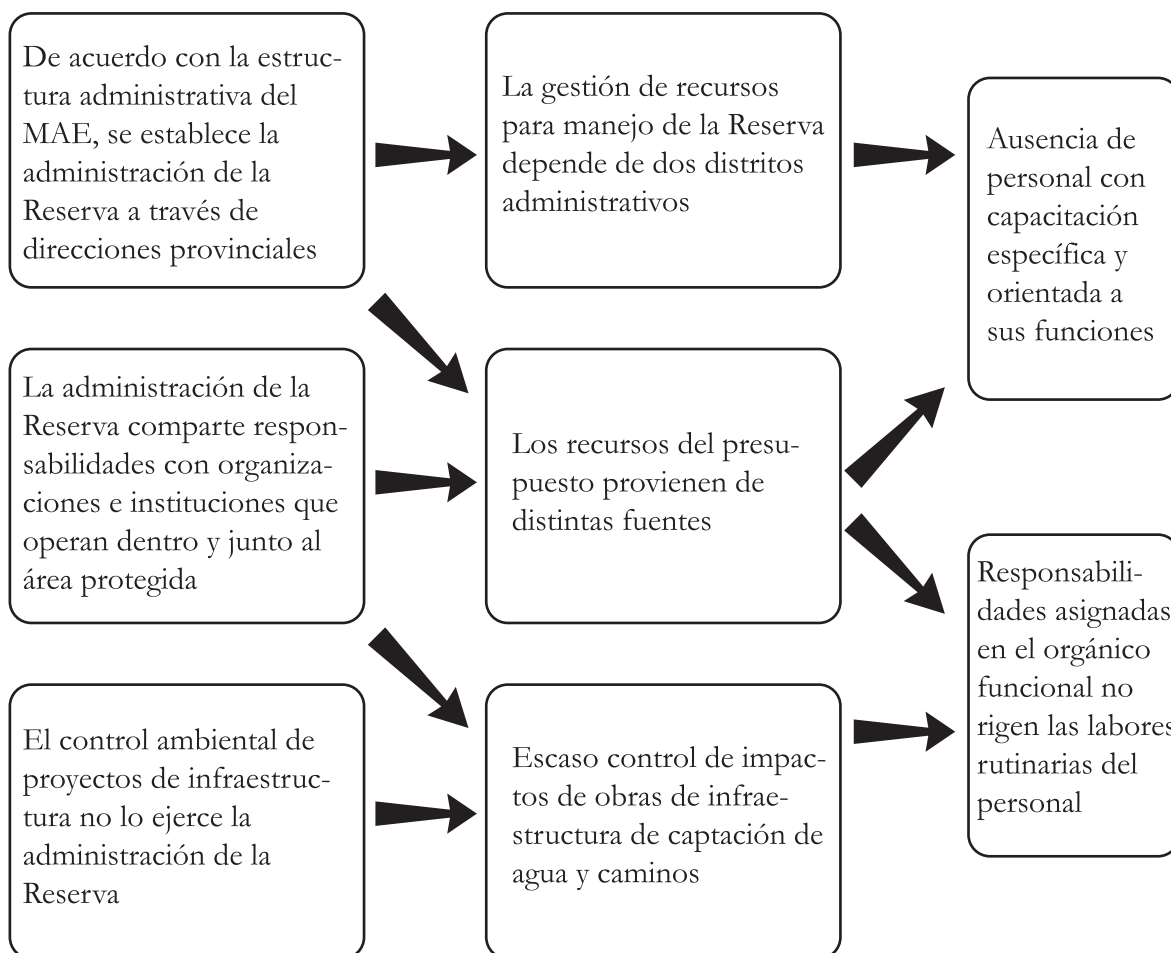 De acuerdo con la estruc-
tura administrativa del
MAE, se establece la
administración de la
Reserva a través de
direcciones provinciales
La gestión de recursos
para manejo de la Reserva
depende de dos distritos
administrativos
Ausencia de
personal con
capacitación
específica y
orientada a
sus funciones
La administración de la
Reserva comparte respon-
sabilidades con organiza-
ciones e instituciones que
operan dentro y junto al
área protegida
Los recursos del presu-
puesto provienen de
distintas fuentes
Responsabili-
dades asignadas
en el orgánico
funcional no
rigen las labores
rutinarias del
personal
El control ambiental de
proyectos de infraestruc-
tura no lo ejerce la
administración de la
Reserva
Escaso control de impac-
tos de obras de infrae-
structura de captación de
agua y caminos